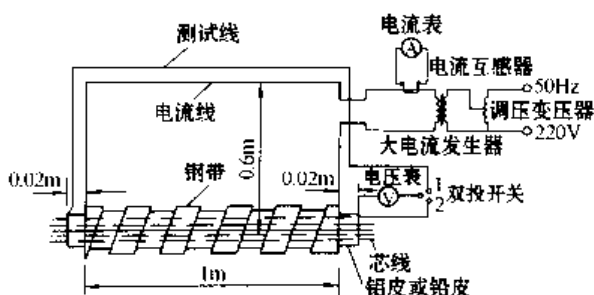 测试线
电流表
A
电流互感器
50Hz
调压变压器
220V
大电流发生器
电流线
0.6m
0.02m
钢带
0.02m
电压表
V
1
2
双投开关
1m
芯线
铝皮或铅皮